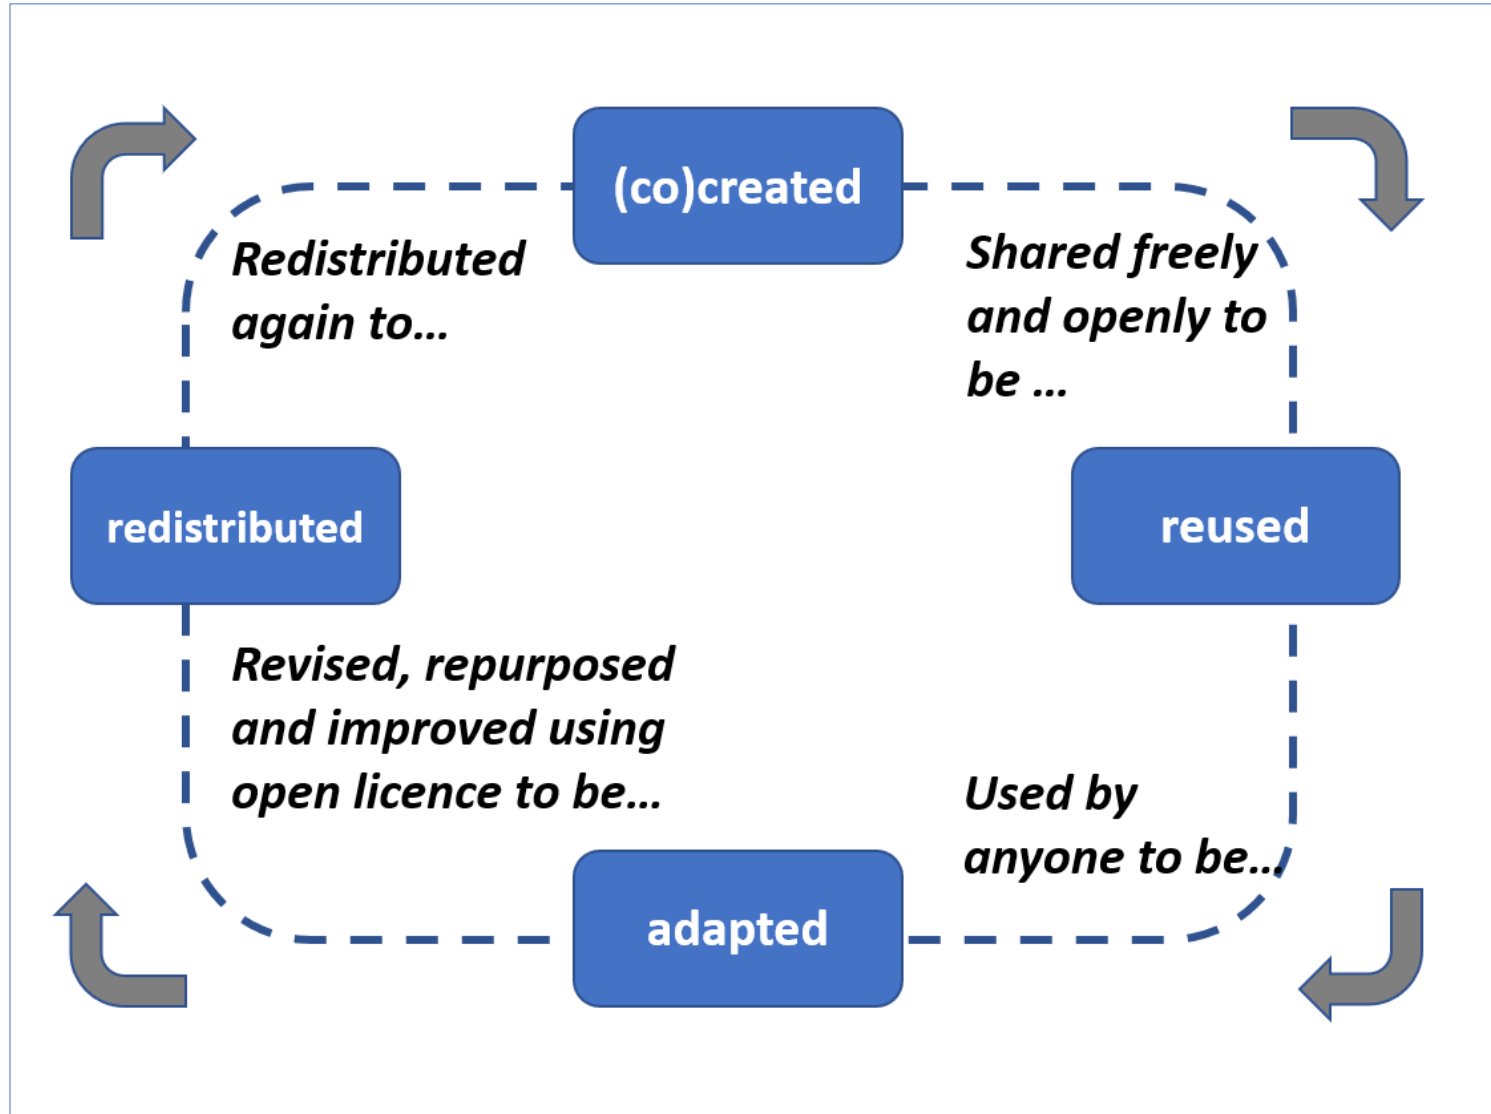 (co)created
Shared freely
and openly to
be ...
reused
Used by
anyone to be...
adapted
Revised, repurposed
and improved using
open licence to be...
redistributed
Redistributed
again to...